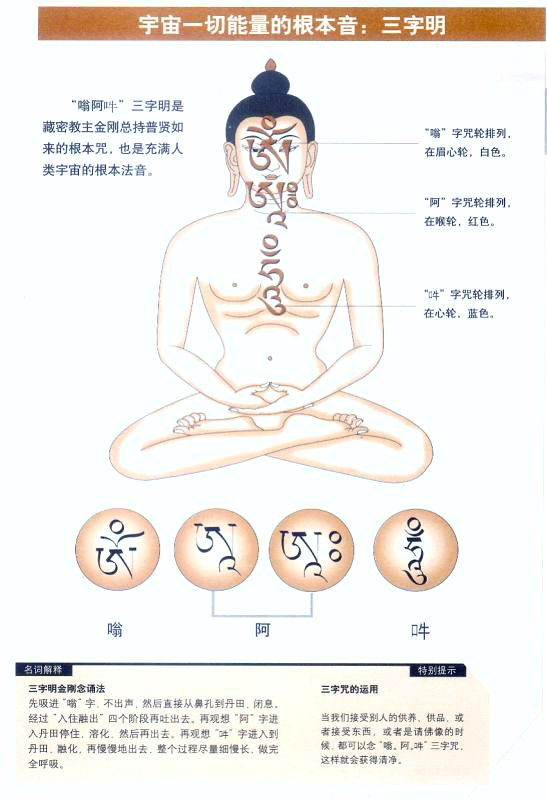 宇宙一切能量的根本音：三字明
“嗡阿吽”三字明是
藏密教主金刚总持普贤如
来的根本咒，也是充满人
类宇宙的根本法音。
“嗡”字咒轮排列，
在眉心轮，白色。
“阿”字咒轮排列，
在喉轮，红色。
“吽”字咒轮排列，
在心轮，蓝色。
ཨོཾ
ཨ
ཨཱཿ
ཧཱུྃ
嗡
阿
吽
名词解释
三字明金刚念诵法
先吸进“嗡”字，不出声，然后直接从鼻孔到丹田，闭息。
经过“入住融出”四个阶段再吐出去。再观想“阿”字进
入丹田停住，溶化，然后再出去。再观想“吽”字进入到
丹田，融化，再慢慢地出去，整个过程尽量细慢长，做完
全呼吸。
特别提示
三字咒的运用
当我们接受别人的供养，供品，或
者接受东西，或者是请佛像的时
候，都可以念“嗡。阿。吽”三字咒，
这样就会获得清净。